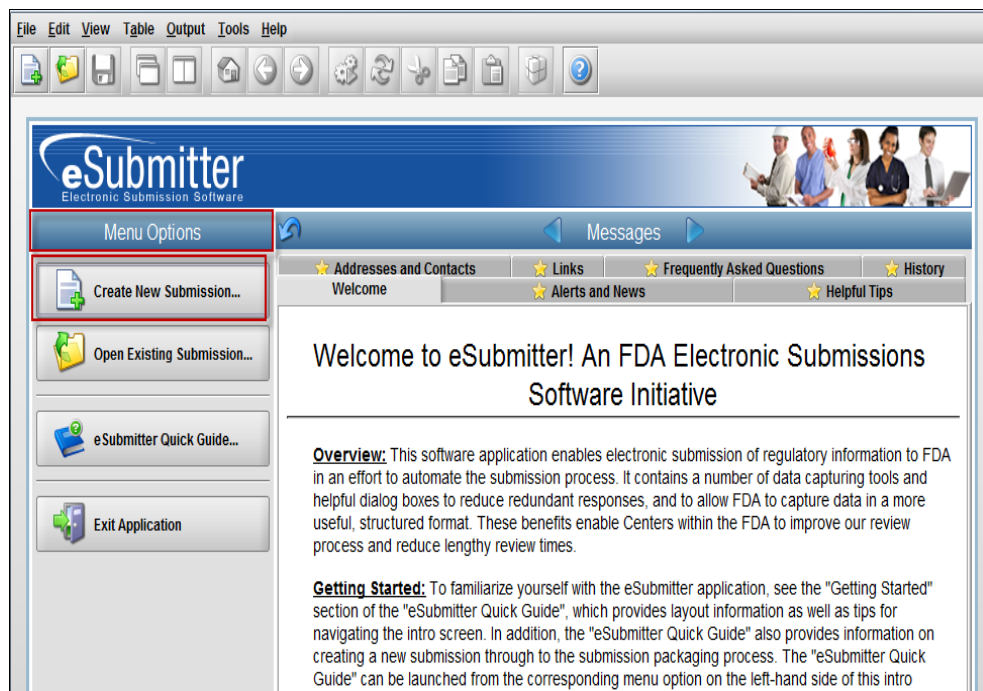 File Edit View Table Output Tools Help
eSubmitter
Electronic Submission Software
Menu Options
Messages
Create New Submission...
Open Existing Submission...
eSubmitter Quick Guide...
Exit Application
Addresses and Contacts Links Frequently Asked Questions History
Welcome Alerts and News Helpful Tips
Welcome to eSubmitter! An FDA Electronic Submissions
Software Initiative
Overview: This software application enables electronic submission of regulatory information to FDA
in an effort to automate the submission process. It contains a number of data capturing tools and
helpful dialog boxes to reduce redundant responses, and to allow FDA to capture data in a more
useful, structured format. These benefits enable Centers within the FDA to improve our review
process and reduce lengthy review times.
Getting Started: To familiarize yourself with the eSubmitter application, see the "Getting Started"
section of the "eSubmitter Quick Guide", which provides layout information as well as tips for
navigating the intro screen. In addition, the "eSubmitter Quick Guide" also provides information on
creating a new submission through to the submission packaging process. The "eSubmitter Quick
Guide" can be launched from the corresponding menu option on the left-hand side of this intro